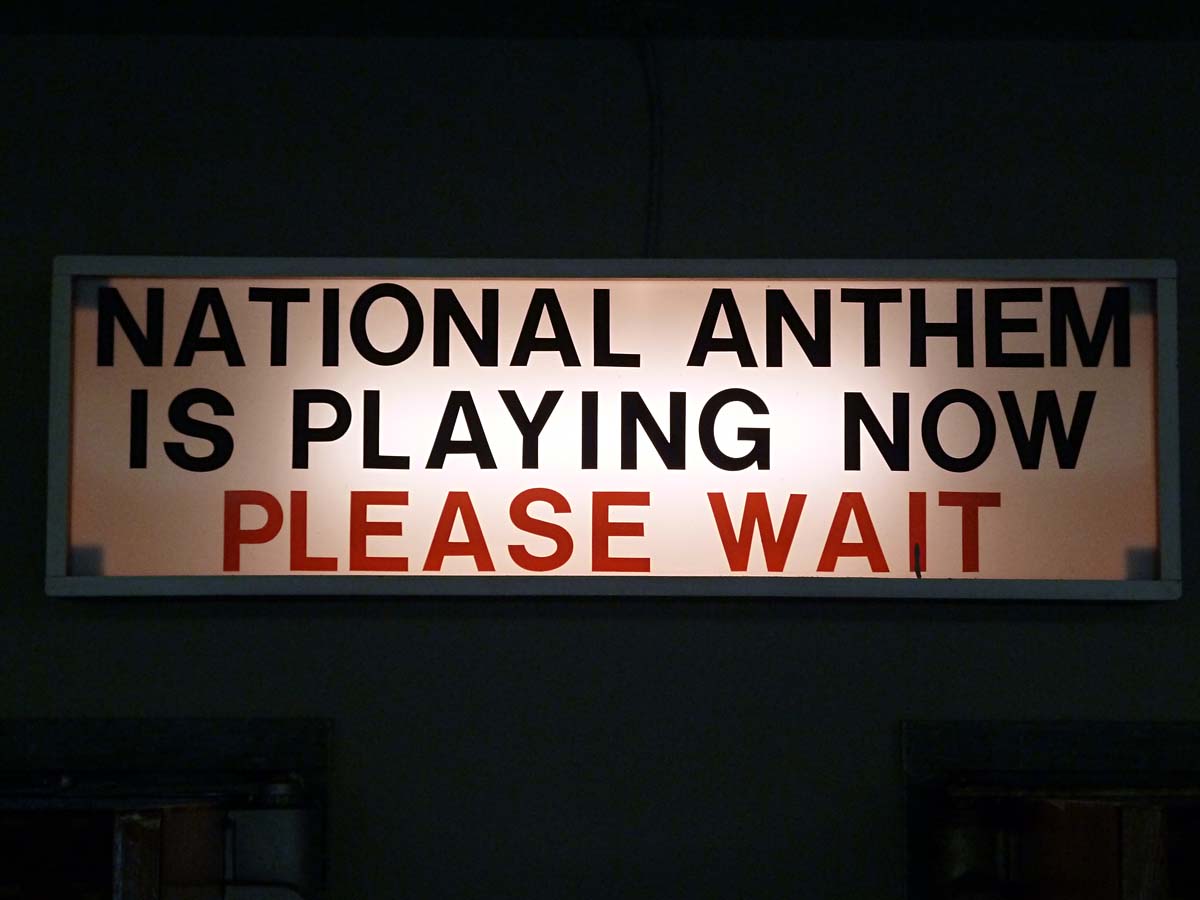 NATIONAL ANTHEM
IS PLAYING NOW
PLEASE WAIT